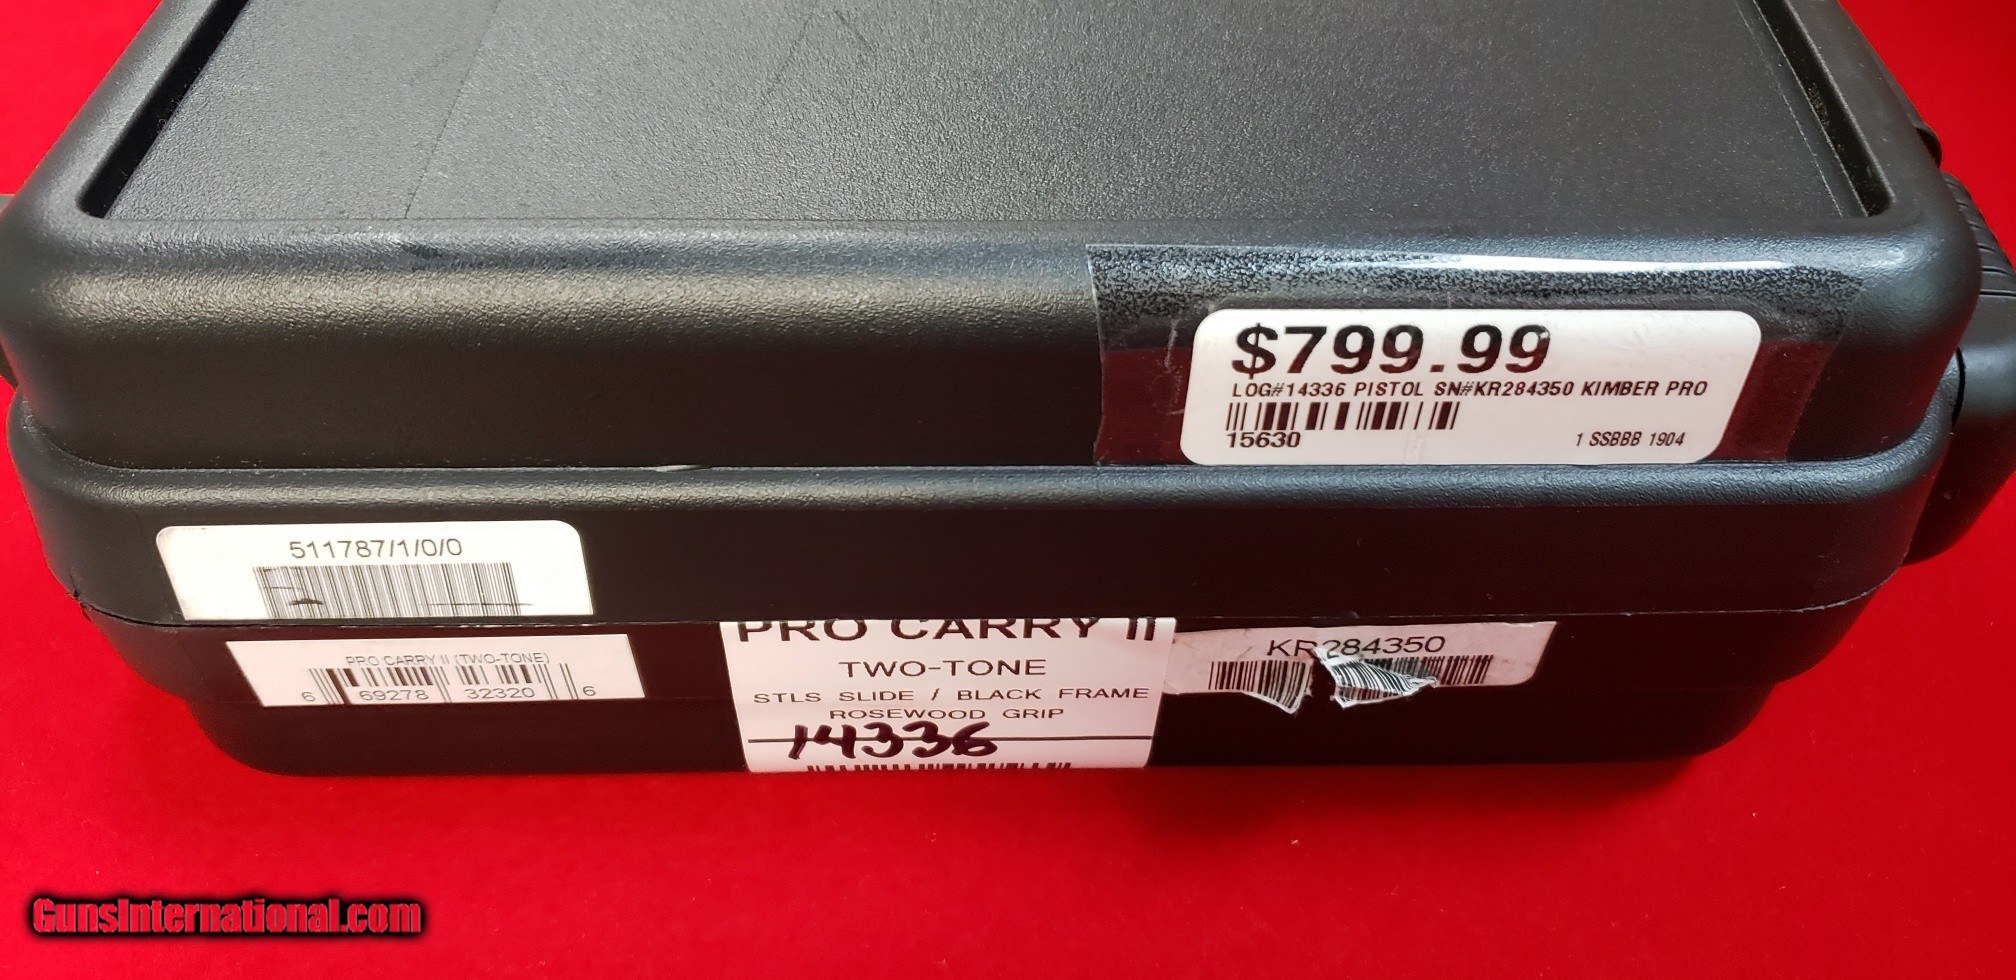 $799.99
LOG#14336 PISTOL SN#KR284350 KIMBER PRO
15630 1 SSBBB 1904
511787/1/0/0
PRO CARRY II (TWO-TONE)
6 69278 32320 6
PRO CARRY II
TWO-TONE
STLS SLIDE / BLACK FRAME
ROSEWOOD GRIP
14336
KR284350
GunsInternational.com